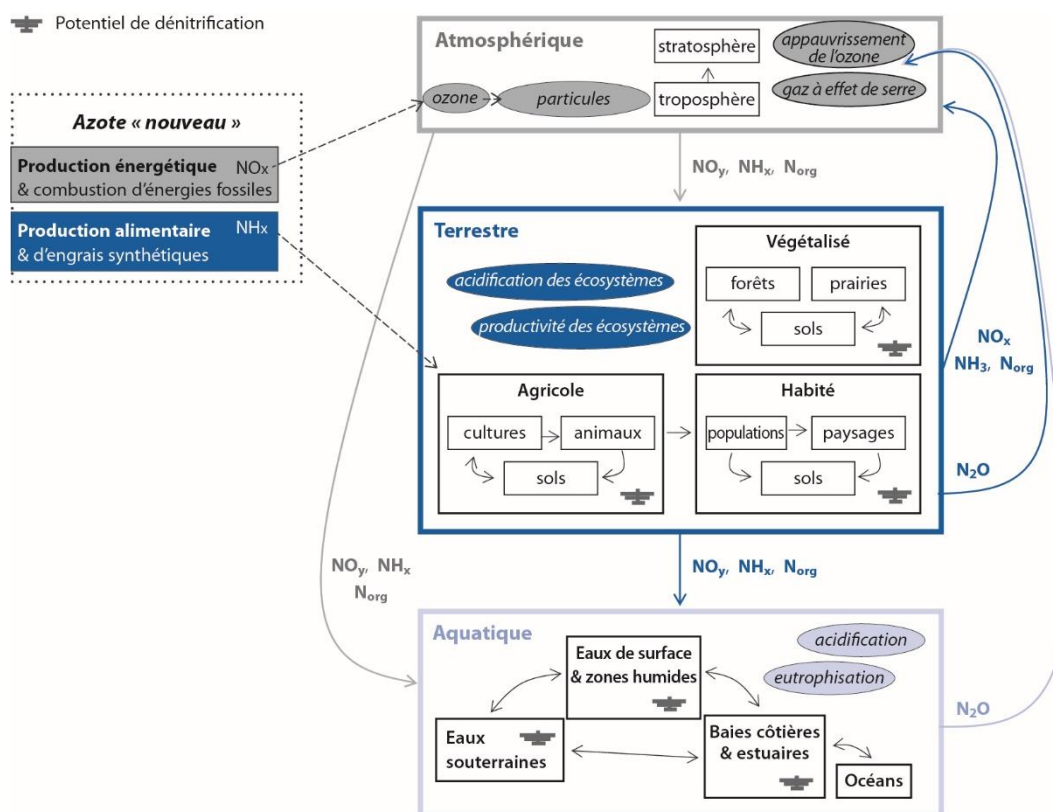 Potentiel de dénitrification
Azote « nouveau »
Production énergétique NOx
& combustion d'énergies fossiles
Production alimentaire NHx
& d'engrais synthétiques
Atmosphérique
ozone
particules
stratosphère
troposphère
appauvrissement
de l'ozone
gaz à effet de serre
NOy, NHx, Norg
Terrestre
acidification des écosystèmes
productivité des écosystèmes
Végétalisé
forêts
prairies
sols
Agricole
cultures
animaux
sols
Habité
populations
paysages
sols
NOx
NH3, Norg
N2O
NOy, NHx
Norg
NOy, NHx, Norg
Aquatique
Eaux de surface
& zones humides
acidification
eutrophisation
Eaux
souterraines
Baies côtières
& estuaires
Océans
N2O